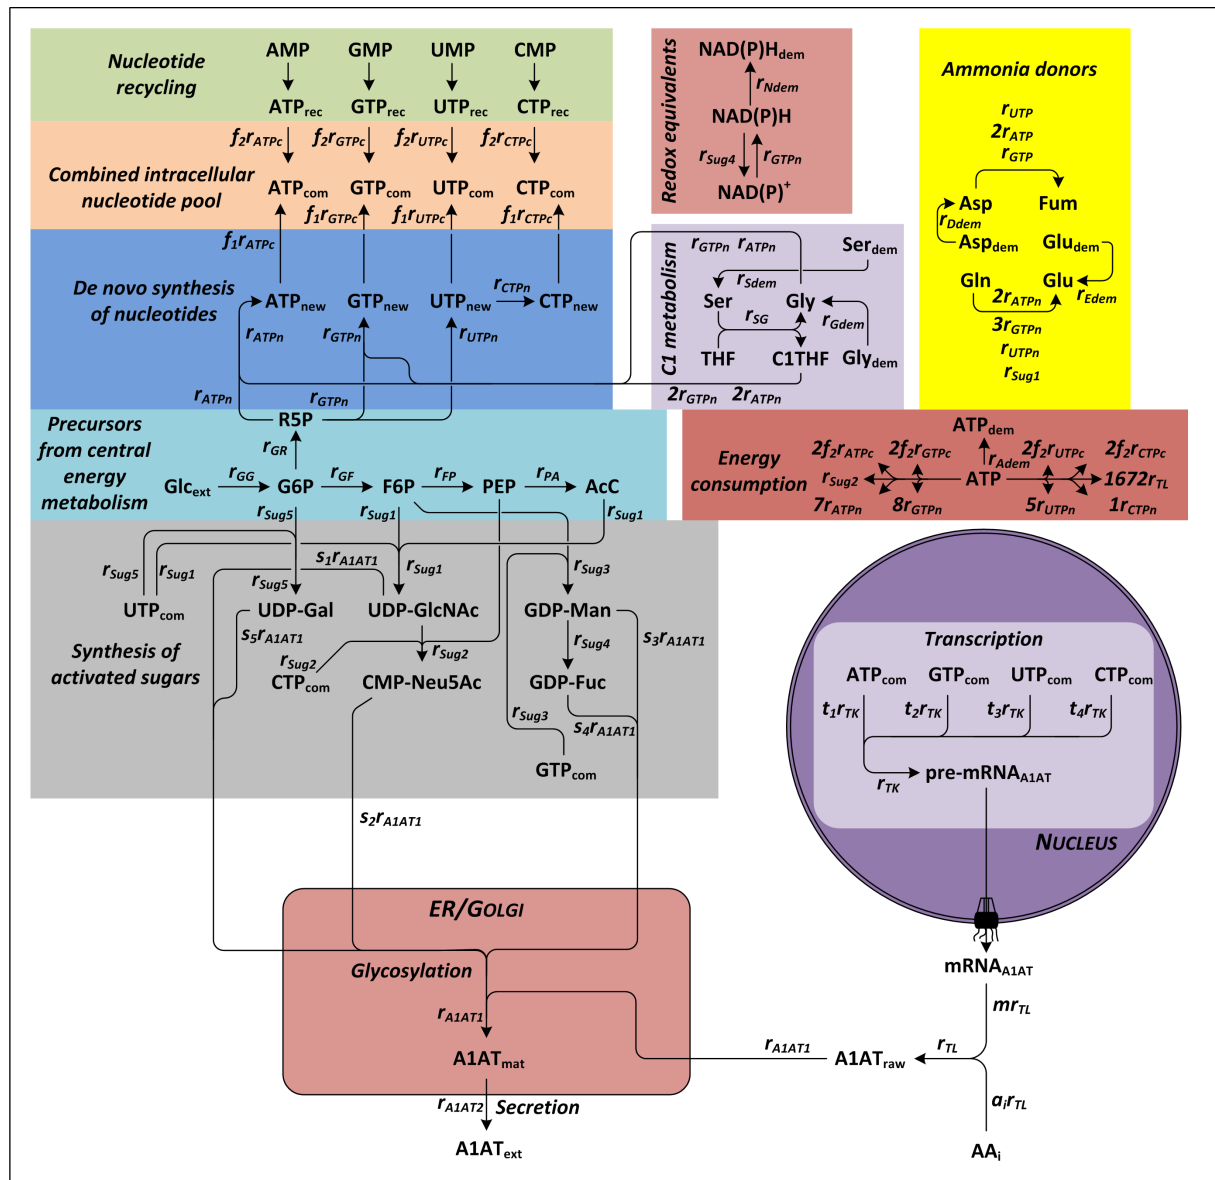 Nucleotide
recycling
AMP GMP UMP CMP
ATPrec GTPrec UTPrec CTPrec
f2rATPc f2rGTPc f2rUTPc f2rCTPc
Combined intracellular
nucleotide pool
ATPcom GTPcom UTPcom CTPcom
f1rATPc f1rGTPc f1rUTPc f1rCTPc
De novo synthesis
of nucleotides
ATPnew GTPnew UTPnew rCTPn CTPnew
rATPn rGTPn rUTPn
rATPn rGTPn
Redox equivalents
NAD(P)Hdem
rNdem
NAD(P)H
rSug4 rGTPn
NAD(P)+
C1 metabolism
rGTPn rATPn Serdem
rSdem
Ser Gly
rSG rGdem
THF C1THF Glydem
2rGTPn 2rATPn
Ammonia donors
rUTP
2rATP
rGTP
Asp Fum
rDdem
Aspdem Gludem
Gln Glu
2rATPn rEdem
3rGTPn
rUTPn
rSug1
Precursors
from central
energy
metabolism
R5P
rGR
Glcext rGG G6P rGF F6P rFP PEP rPA AcC
Energy
consumption
ATPdem
2f2rATPc 2f2rGTPc rAdem 2f2rUTPc 2f2rCTPc
rSug2 ATP 1672rTL
7rATPn 8rGTPn 5rUTPn 1rCTPn
rSug5 rSug1 rSug1
rSug5 rSug1 s1rA1AT1 rSug1 rSug3
rSug5
UTPcom UDP-Gal UDP-GlcNAc GDP-Man
s5rA1AT1 rSug4 s3rA1AT1
Synthesis of
activated sugars
rSug2 rSug2
CTPcom CMP-Neu5Ac GDP-Fuc
rSug3 s4rA1AT1
GTPcom
s2rA1AT1
Transcription
ATPcom GTPcom UTPcom CTPcom
t1rTK t2rTK t3rTK t4rTK
rTK pre-mRNAA1AT
NUCLEUS
ER/GOLGI
Glycosylation
mRNAA1AT
mrTL
rA1AT1
A1ATmat
rA1AT1 A1ATraw rTL
airTL
rA1AT2 Secretion
A1AText
AAi